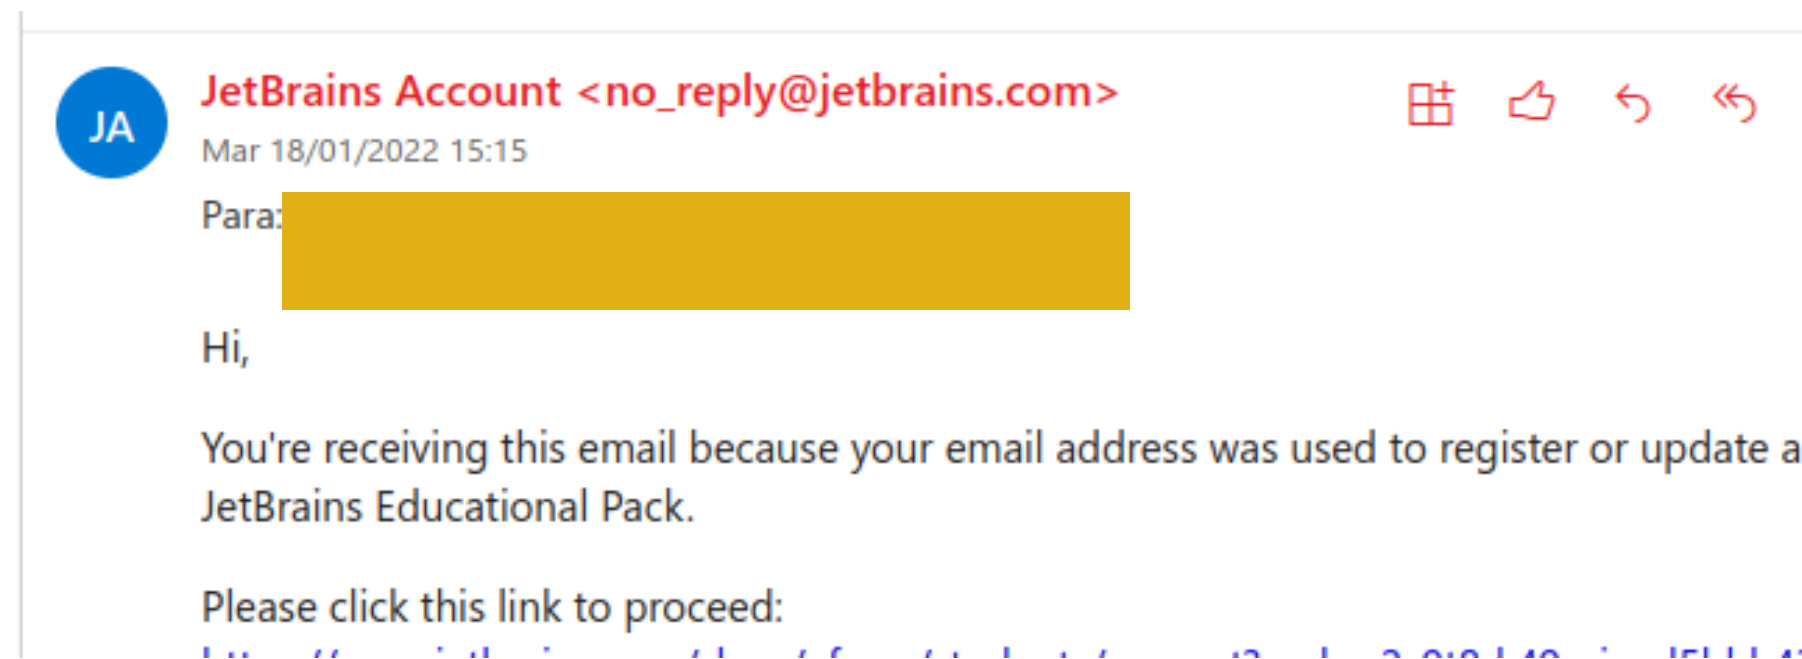 JA
JetBrains Account <no_reply@jetbrains.com>
Mar 18/01/2022 15:15
Para:
Hi,
You're receiving this email because your email address was used to register or update a
JetBrains Educational Pack.
Please click this link to proceed: